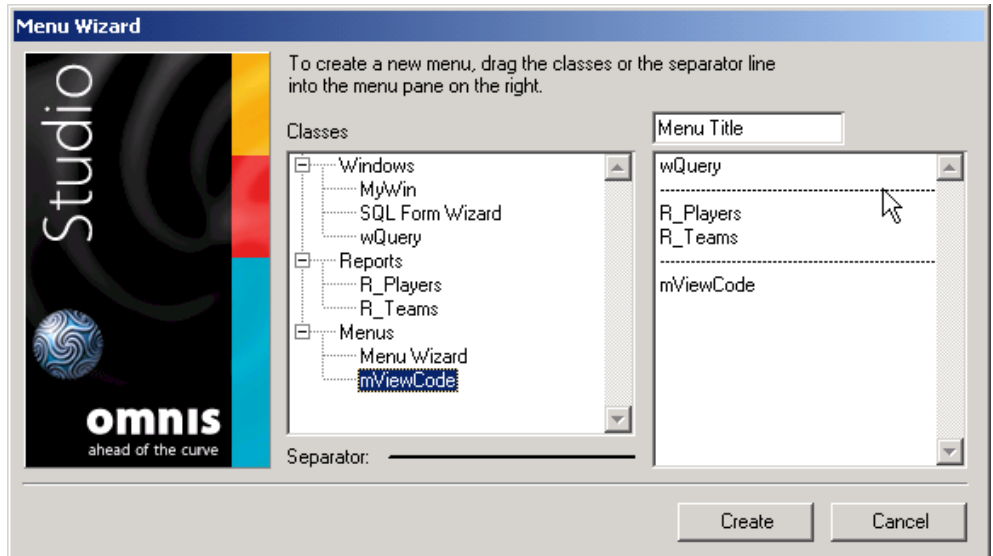 Menu Wizard
Studio
omnis
ahead of the curve
To create a new menu, drag the classes or the separator line
into the menu pane on the right.
Classes
Windows
MyWin
SQL Form Wizard
wQuery
Reports
R_Players
R_Teams
Menus
Menu Wizard
mViewCode
Separator:
Menu Title
wQuery
R_Players
R_Teams
mViewCode
Create
Cancel